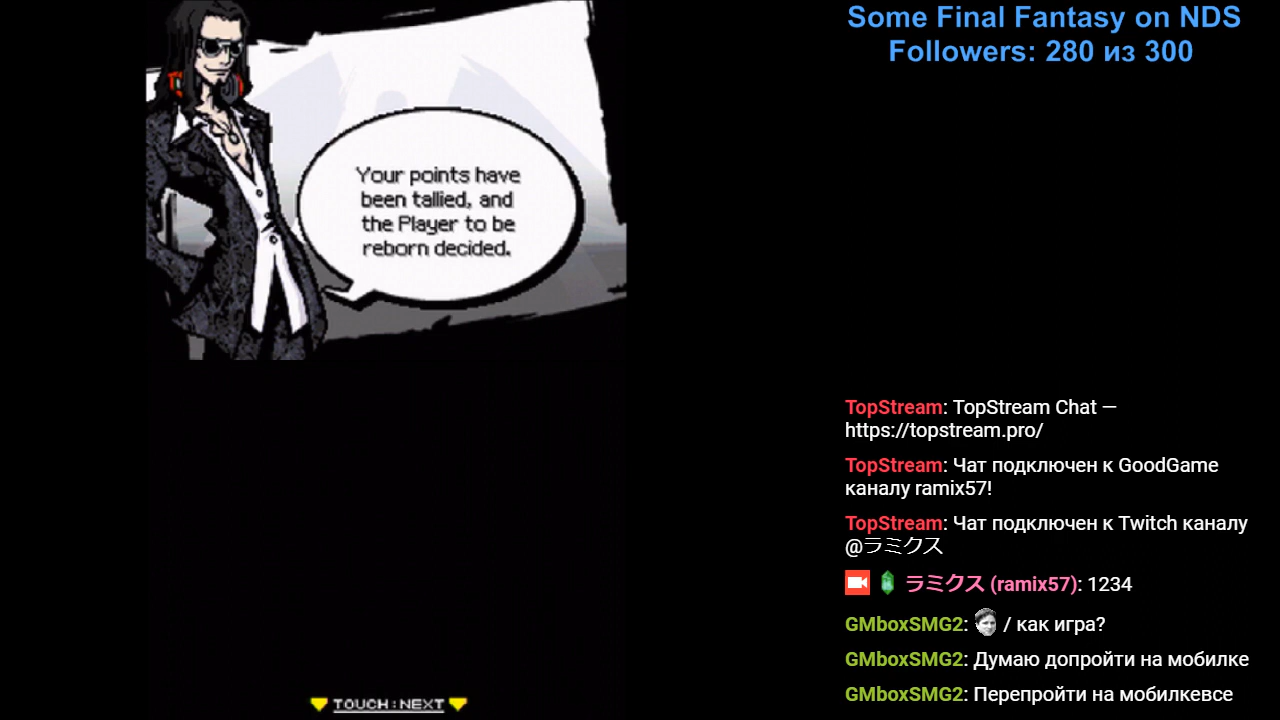 Some Final Fantasy on NDS
Followers: 280 из 300
Your points have
been tallied, and
the Player to be
reborn decided.
TopStream: TopStream Chat —
https://topstream.pro/
TopStream: Чат подключен к GoodGame
каналу ramix57!
TopStream: Чат подключен к Twitch каналу
@ラミクス
ラミクス (ramix57): 1234
GMboxSMG2: / как игра?
GMboxSMG2: Думаю допройти на мобилке
GMboxSMG2: Перепройти на мобилкевсе
TOUCH:NEXT